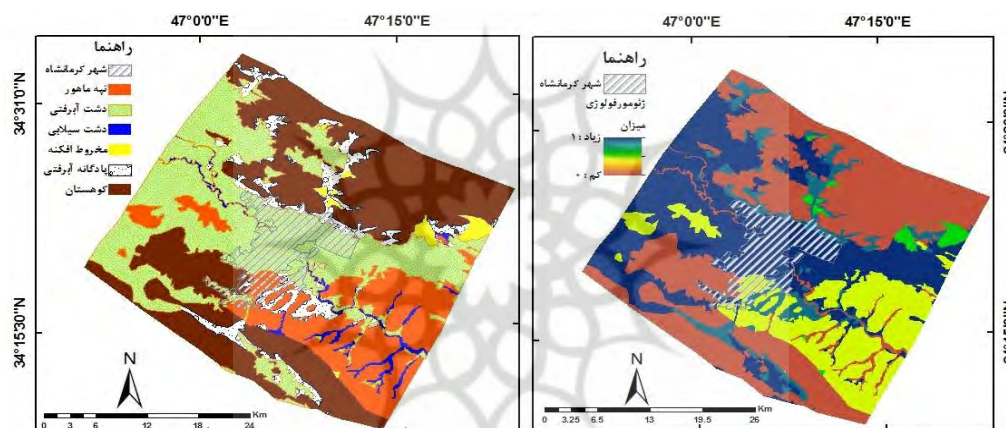 47°0'0"E 47°15'0"E
34°31'0"N
34°15'30"N
راهنما
شهر کرمانشاه
تپه ماهور
دشت آبرفتی
دشت سیلابی
مخروط افکنه
پادگانه آبرفتی
کوهستان
N
Km
0 3 6 12 18 24
47°0'0"E 47°15'0"E
راهنما
شهر کرمانشاه
ژئومورفولوژی
میزان
زیاد : ۱
کم : ۰
N
Km
0 3.25 6.5 13 19.5 26